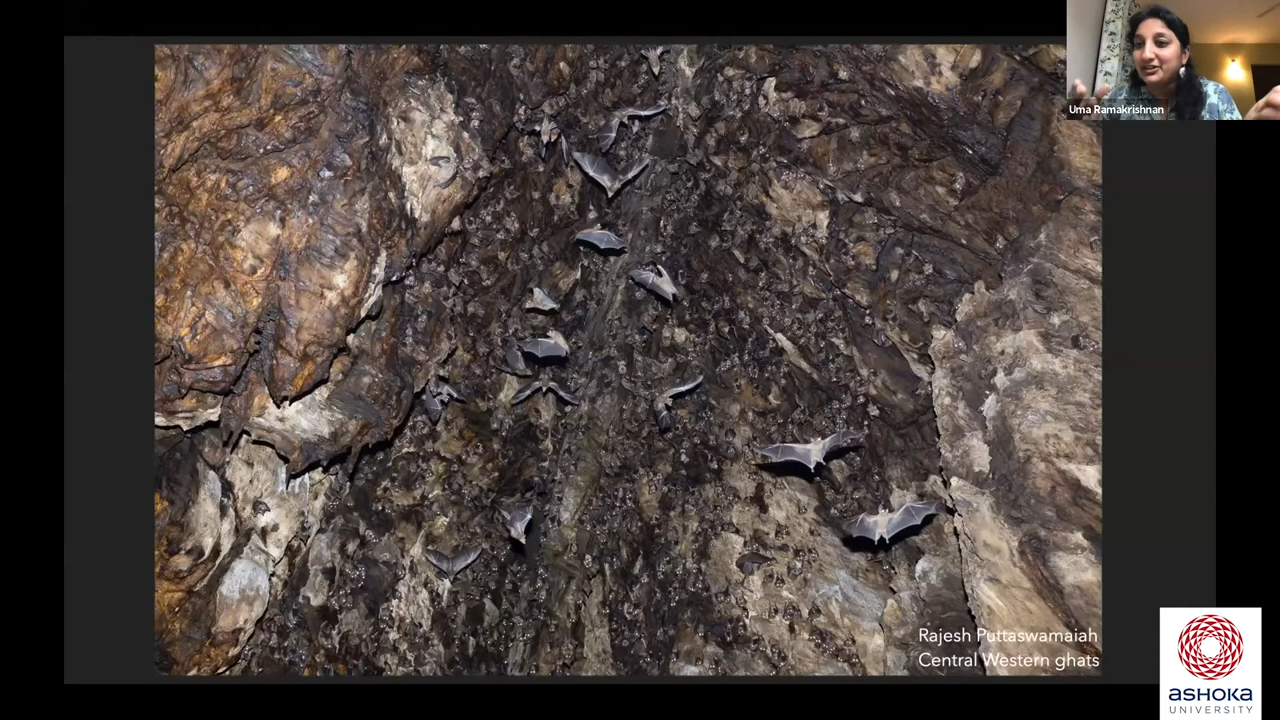 Uma Ramakrishnan
Rajesh Puttaswamaiah
Central Western ghats
ASHOKA
UNIVERSITY